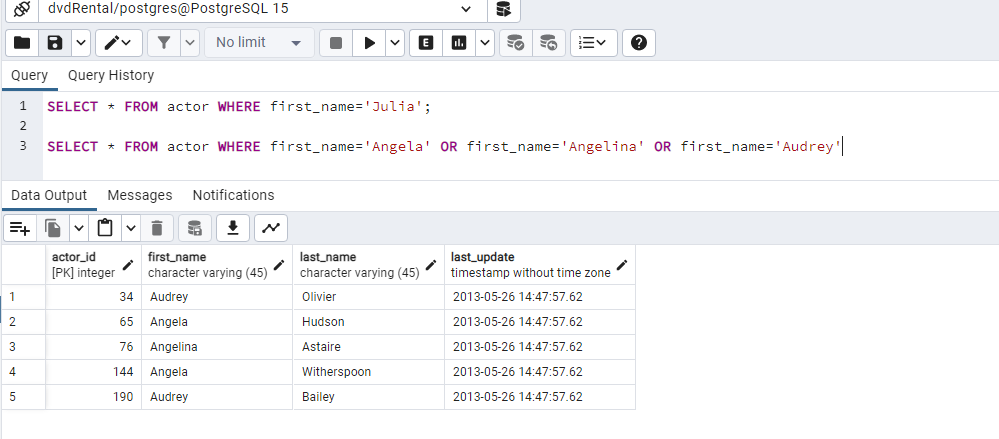 dvdRental/postgres@PostgreSQL 15
No limit
E
Query Query History
1 SELECT * FROM actor WHERE first_name='Julia';
2
3 SELECT * FROM actor WHERE first_name='Angela' OR first_name='Angelina' OR first_name='Audrey'
Data Output Messages Notifications
actor_id first_name last_name last_update
[PK] integer character varying (45) character varying (45) timestamp without time zone
1 34 Audrey Olivier 2013-05-26 14:47:57.62
2 65 Angela Hudson 2013-05-26 14:47:57.62
3 76 Angelina Astaire 2013-05-26 14:47:57.62
4 144 Angela Witherspoon 2013-05-26 14:47:57.62
5 190 Audrey Bailey 2013-05-26 14:47:57.62